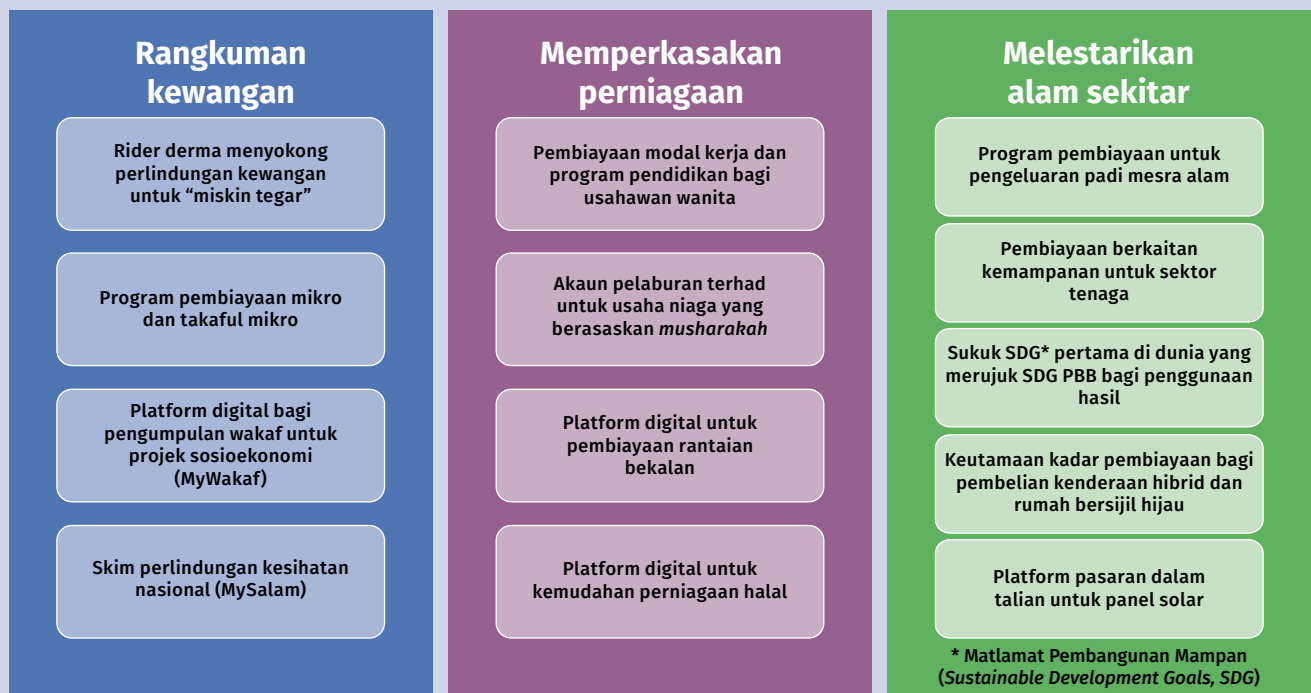 Rangkuman
kewangan
Rider derma menyokong
perlindungan kewangan
untuk “miskin tegar”
Program pembiayaan mikro
dan takaful mikro
Platform digital bagi
pengumpulan wakaf untuk
projek sosioekonomi
(MyWakaf)
Skim perlindungan kesihatan
nasional (MySalam)
Memperkasakan
perniagaan
Pembiayaan modal kerja dan
program pendidikan bagi
usahawan wanita
Akaun pelaburan terhad
untuk usaha niaga yang
berasaskan musharakah
Platform digital untuk
pembiayaan rantaian
bekalan
Platform digital untuk
kemudahan perniagaan halal
Melestarikan
alam sekitar
Program pembiayaan untuk
pengeluaran padi mesra alam
Pembiayaan berkaitan
kemampanan untuk sektor
tenaga
Sukuk SDG* pertama di dunia yang
merujuk SDG PBB bagi penggunaan
hasil
Keutamaan kadar pembiayaan bagi
pembelian kenderaan hibrid dan
rumah bersijil hijau
Platform pasaran dalam
talian untuk panel solar
* Matlamat Pembangunan Mampan
(Sustainable Development Goals, SDG)